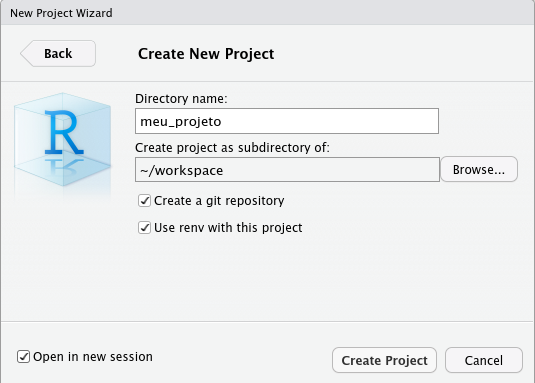 New Project Wizard
Back
Create New Project
R
Directory name:
meu_projeto
Create project as subdirectory of:
~/workspace
Browse...
Create a git repository
Use renv with this project
Open in new session
Create Project
Cancel